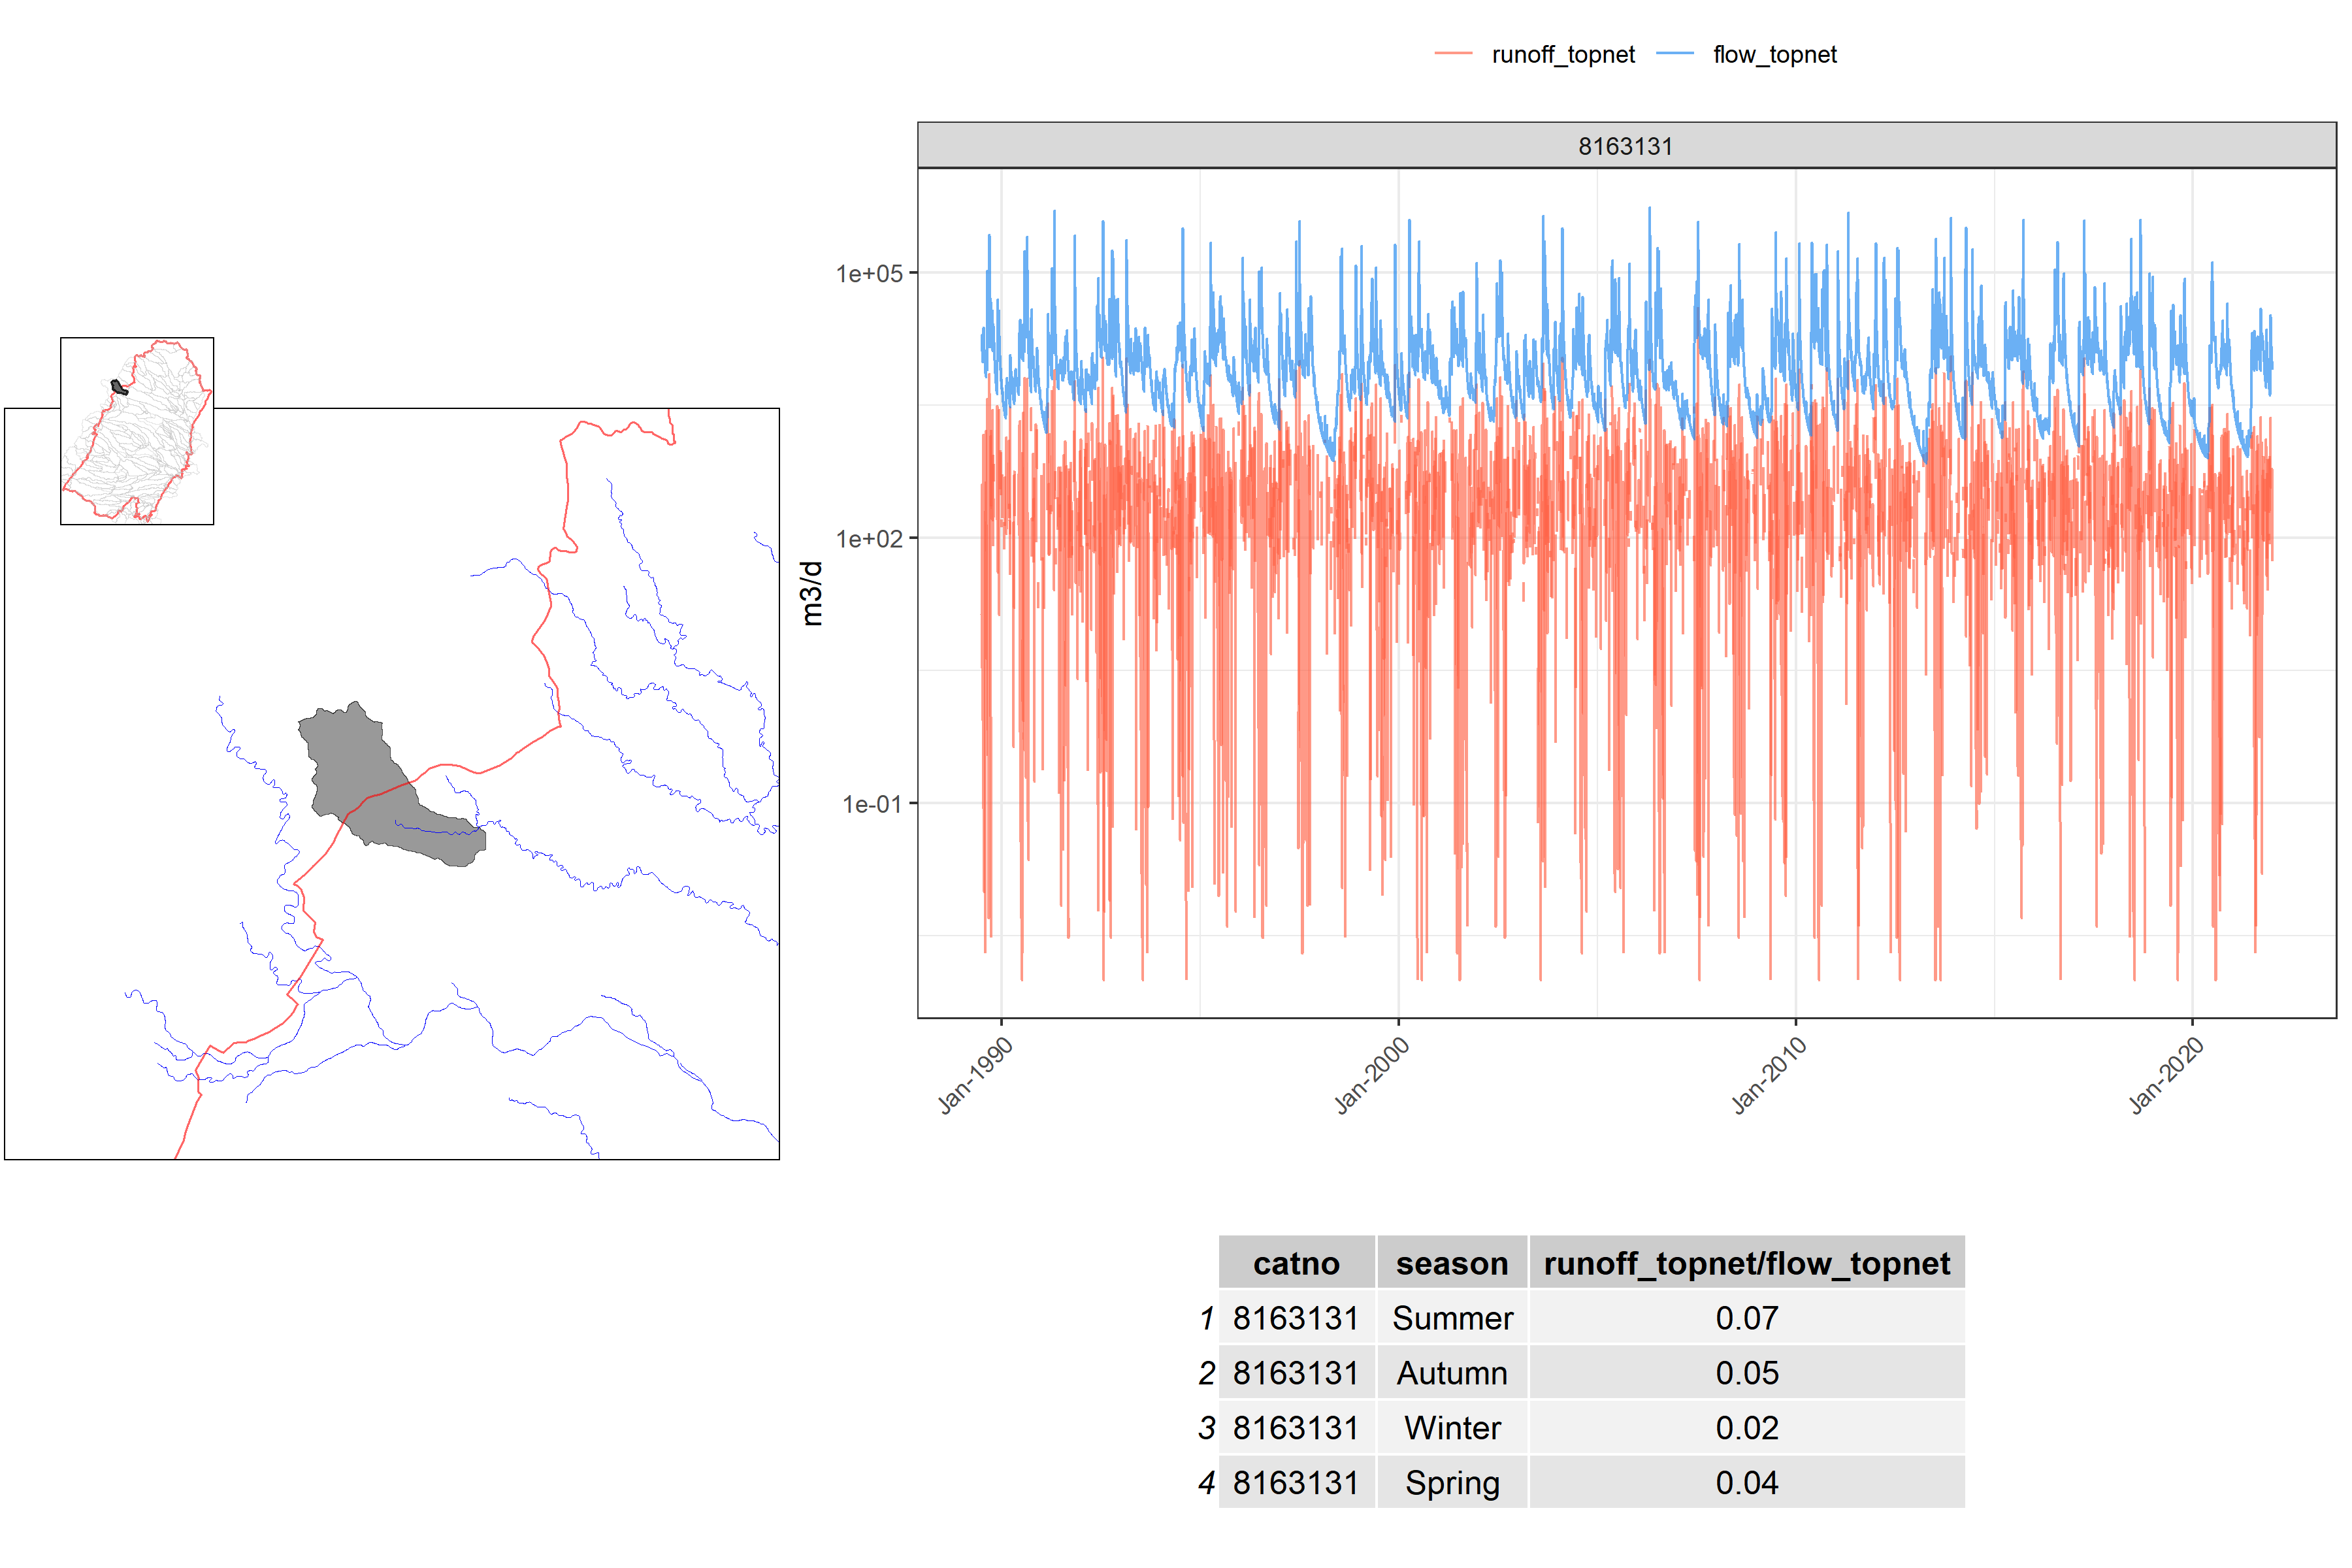 runoff_topnet flow_topnet
8163131
m3/d
1e+05
1e+02
1e-01
Jan-1990 Jan-2000 Jan-2010 Jan-2020
catno season runoff_topnet/flow_topnet
1 8163131 Summer 0.07
2 8163131 Autumn 0.05
3 8163131 Winter 0.02
4 8163131 Spring 0.04